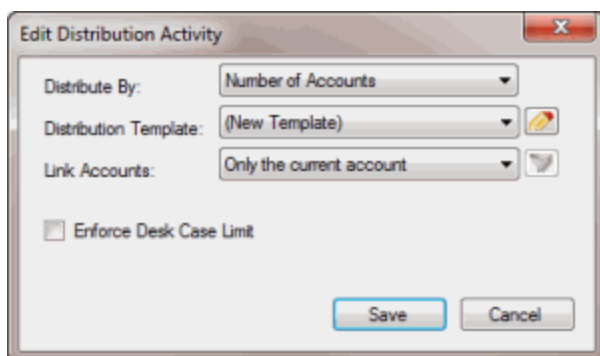 Edit Distribution Activity
Distribute By: Number of Accounts
Distribution Template: (New Template)
Link Accounts: Only the current account
Enforce Desk Case Limit
Save Cancel